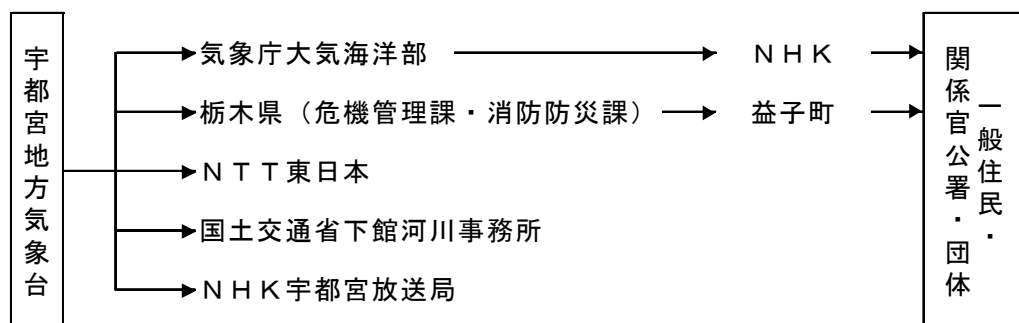 宇都宮地方気象台
気象庁大気海洋部
ＮＨＫ
栃木県（危機管理課・消防防災課）
益子町
ＮＴＴ東日本
国土交通省下館河川事務所
ＮＨＫ宇都宮放送局
一般住民・
関係官公署・団体